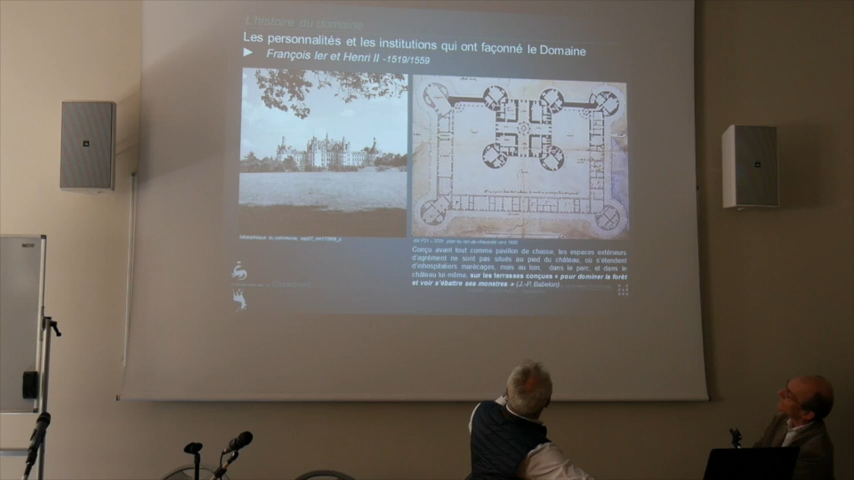 L'histoire du domaine
Les personnalités et les institutions qui ont façonné le Domaine
► François Ier et Henri II -1519/1559
Conçu avant tout comme pavillon de chasse, les espaces extérieurs
d'agrément ne sont pas situés au pied du château, où s'étendent
d'inhospitaliers marécages, mais au loin, dans le parc, et dans le
château lui-même, sur les terrasses conçues « pour dominer la forêt
et voir s'ébattre ses monstres » (J.-P. Babelon)